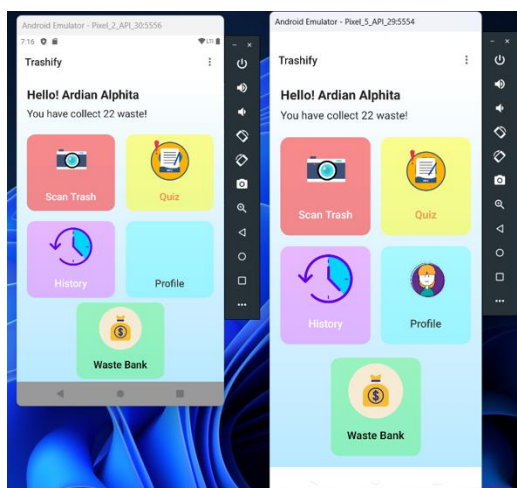 Android Emulator - Pixel_2_API_30:5556
7:16
LTE
Trashify
Hello! Ardian Alphita
You have collect 22 waste!
Scan Trash
Quiz
History
Profile
Waste Bank
Android Emulator - Pixel_5_API_29:5554
Trashify
Hello! Ardian Alphita
You have collect 22 waste!
Scan Trash
Quiz
History
Profile
Waste Bank